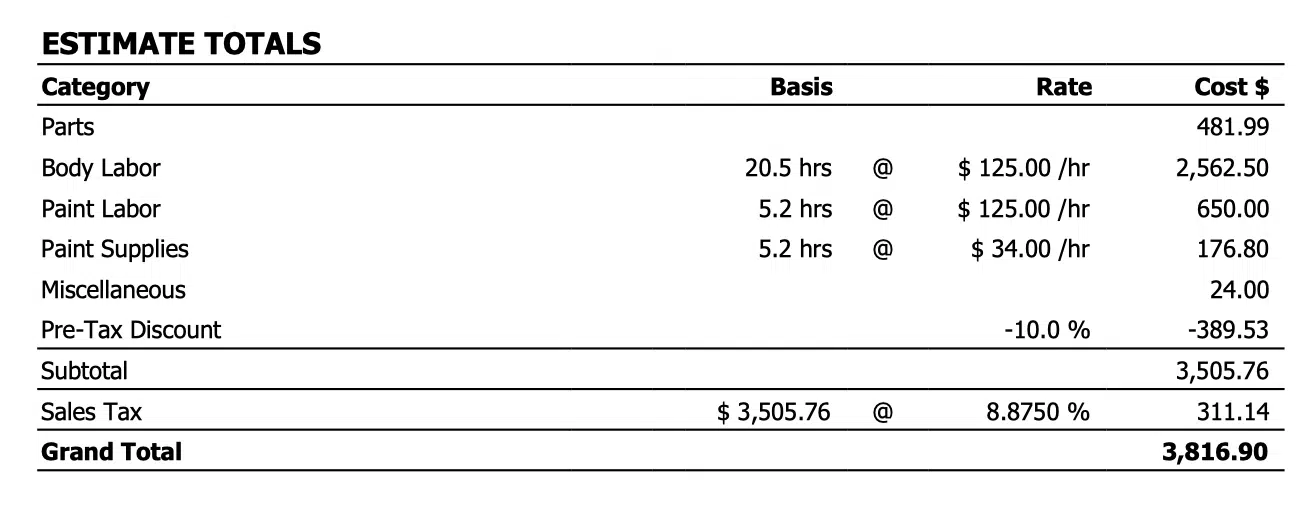 ESTIMATE TOTALS
Category Basis Rate Cost $
Parts 481.99
Body Labor 20.5 hrs @ $ 125.00 /hr 2,562.50
Paint Labor 5.2 hrs @ $ 125.00 /hr 650.00
Paint Supplies 5.2 hrs @ $ 34.00 /hr 176.80
Miscellaneous 24.00
Pre-Tax Discount -10.0 % -389.53
Subtotal 3,505.76
Sales Tax $ 3,505.76 @ 8.8750 % 311.14
Grand Total 3,816.90